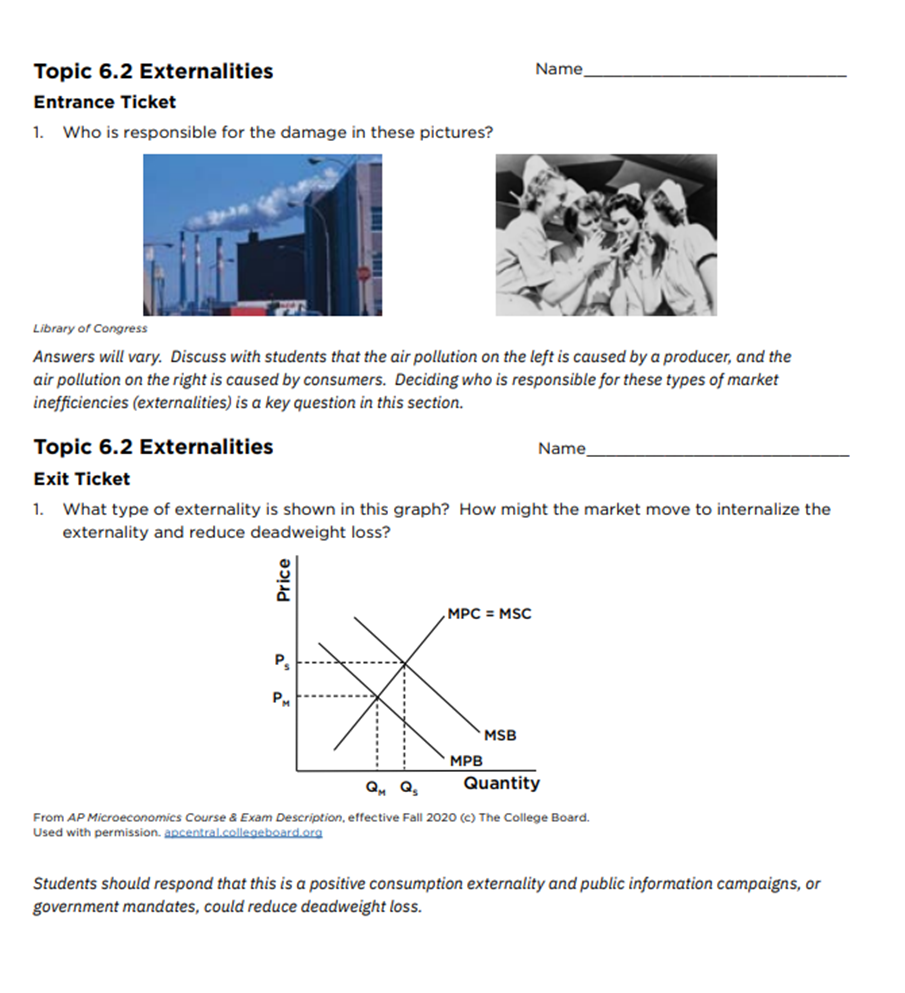 Topic 6.2 Externalities Name
Entrance Ticket
1. Who is responsible for the damage in these pictures?
Library of Congress
Answers will vary. Discuss with students that the air pollution on the left is caused by a producer, and the
air pollution on the right is caused by consumers. Deciding who is responsible for these types of market
inefficiencies (externalities) is a key question in this section.
Topic 6.2 Externalities Name
Exit Ticket
1. What type of externality is shown in this graph? How might the market move to internalize the
externality and reduce deadweight loss?
Price
MPC = MSC
Ps
PM
MSB
MPB
QM Qs Quantity
From AP Microeconomics Course & Exam Description, effective Fall 2020 (c) The College Board.
Used with permission. apcentral.collegeboard.org
Students should respond that this is a positive consumption externality and public information campaigns, or
government mandates, could reduce deadweight loss.